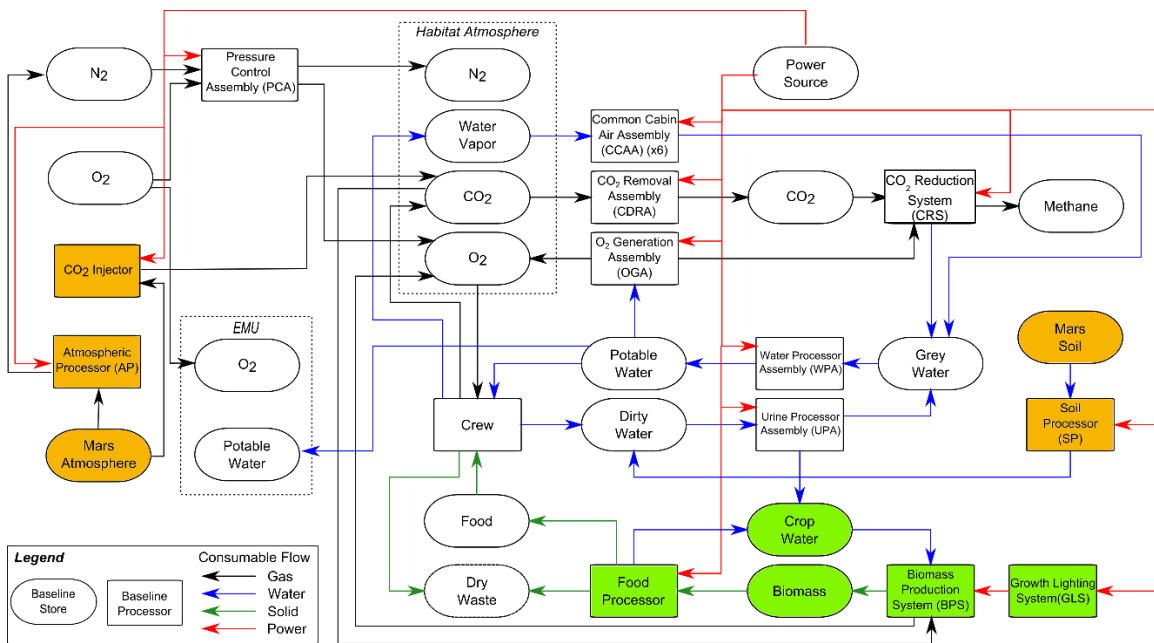 Habitat Atmosphere
N2
Pressure
Control
Assembly (PCA)
N2
Power
Source
O2
Water
Vapor
Common Cabin
Air Assembly
(CCAA) (x6)
CO2
CO2 Removal
Assembly
(CDRA)
CO2
CO2 Reduction
System
(CRS)
Methane
CO2 Injector
O2
O2 Generation
Assembly
(OGA)
EMU
O2
Atmospheric
Processor (AP)
Potable
Water
Water Processor
Assembly (WPA)
Grey
Water
Mars
Soil
Mars
Atmosphere
Potable
Water
Crew
Dirty
Water
Urine Processor
Assembly (UPA)
Soil
Processor
(SP)
Food
Crop
Water
Dry
Waste
Food
Processor
Biomass
Biomass
Production
System (BPS)
Growth Lighting
System(GLS)
Legend
Baseline
Store
Baseline
Processor
Consumable Flow
Gas
Water
Solid
Power